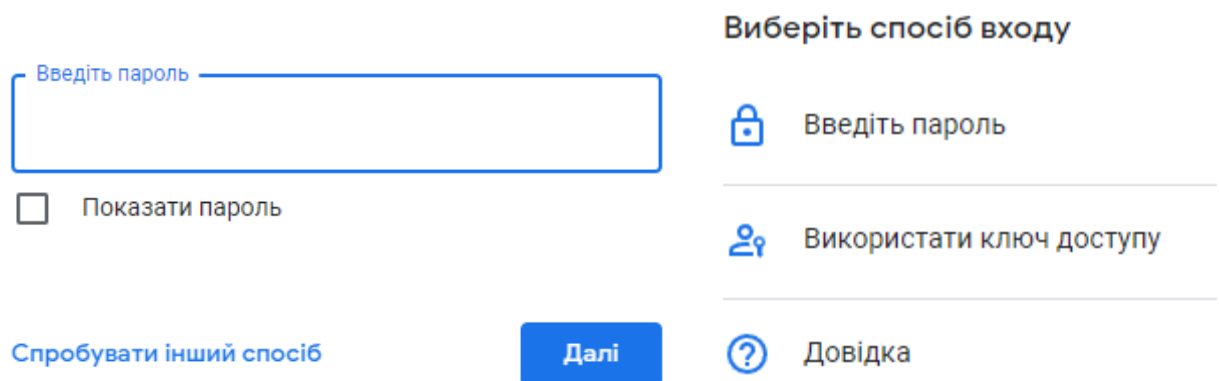 Введіть пароль
Показати пароль
Спробувати інший спосіб
Далі
Виберіть спосіб входу
Введіть пароль
Використати ключ доступу
Довідка